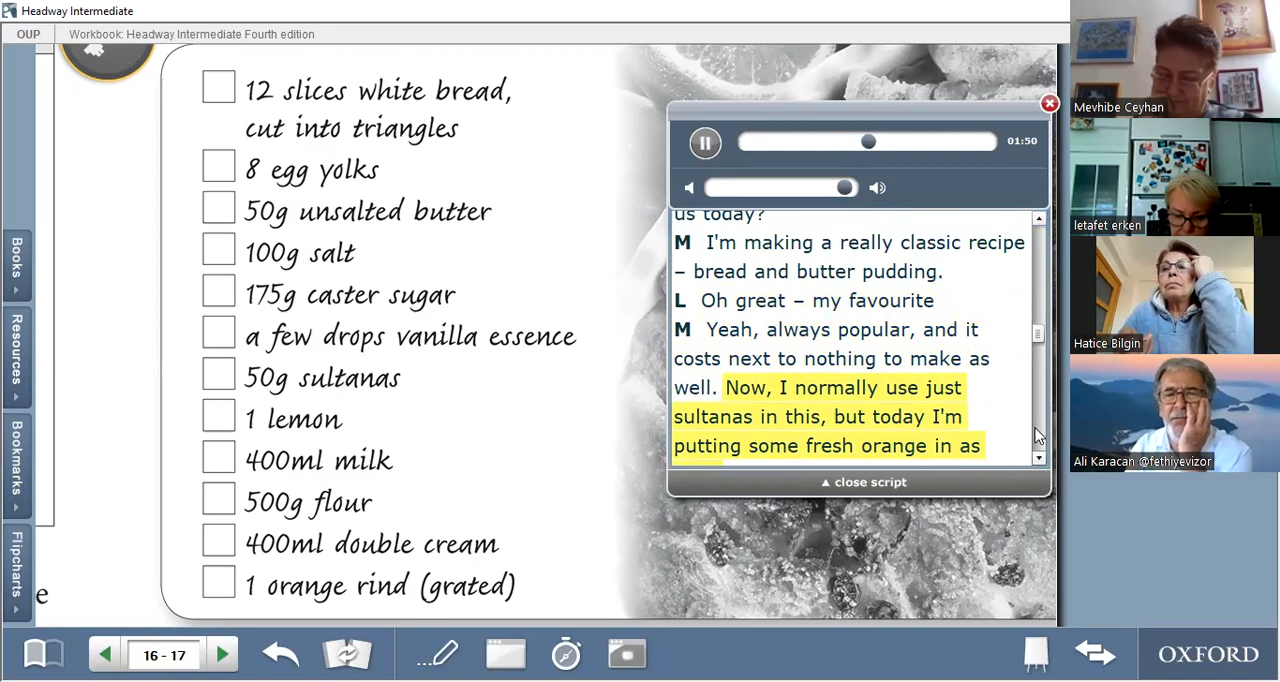 Headway Intermediate
OUP
Workbook: Headway Intermediate Fourth edition
12 slices white bread,
cut into triangles
8 egg yolks
50g unsalted butter
100g salt
175g caster sugar
a few drops vanilla essence
50g sultanas
1 lemon
400ml milk
500g flour
400ml double cream
1 orange rind (grated)
e
01:50
us today?
M I'm making a really classic recipe
– bread and butter pudding.
L Oh great – my favourite
M Yeah, always popular, and it
costs next to nothing to make as
well. Now, I normally use just
sultanas in this, but today I'm
putting some fresh orange in as
▲ close script
Books
Resources
Bookmarks
Flipcharts
16 - 17
OXFORD
Mevhibe Ceyhan
letafet erken
Hatice Bilgin
Ali Karacan @fethiyevizor